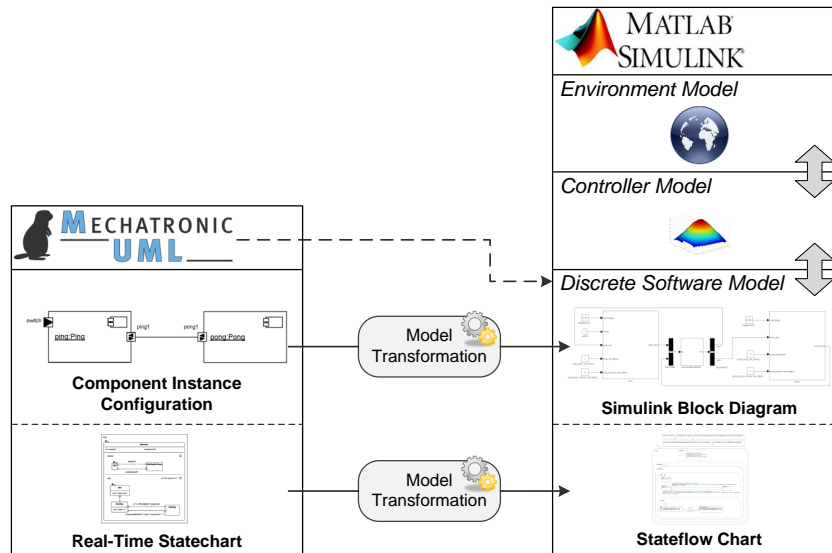 MATLAB
SIMULINK®
Environment Model
Controller Model
MECHATRONIC
UML
Discrete Software Model
switch
ping1
pong1
ping:Ping
pong:Pong
Model
Transformation
Component Instance
Configuration
Simulink Block Diagram
Model
Transformation
Real-Time Statechart
Stateflow Chart